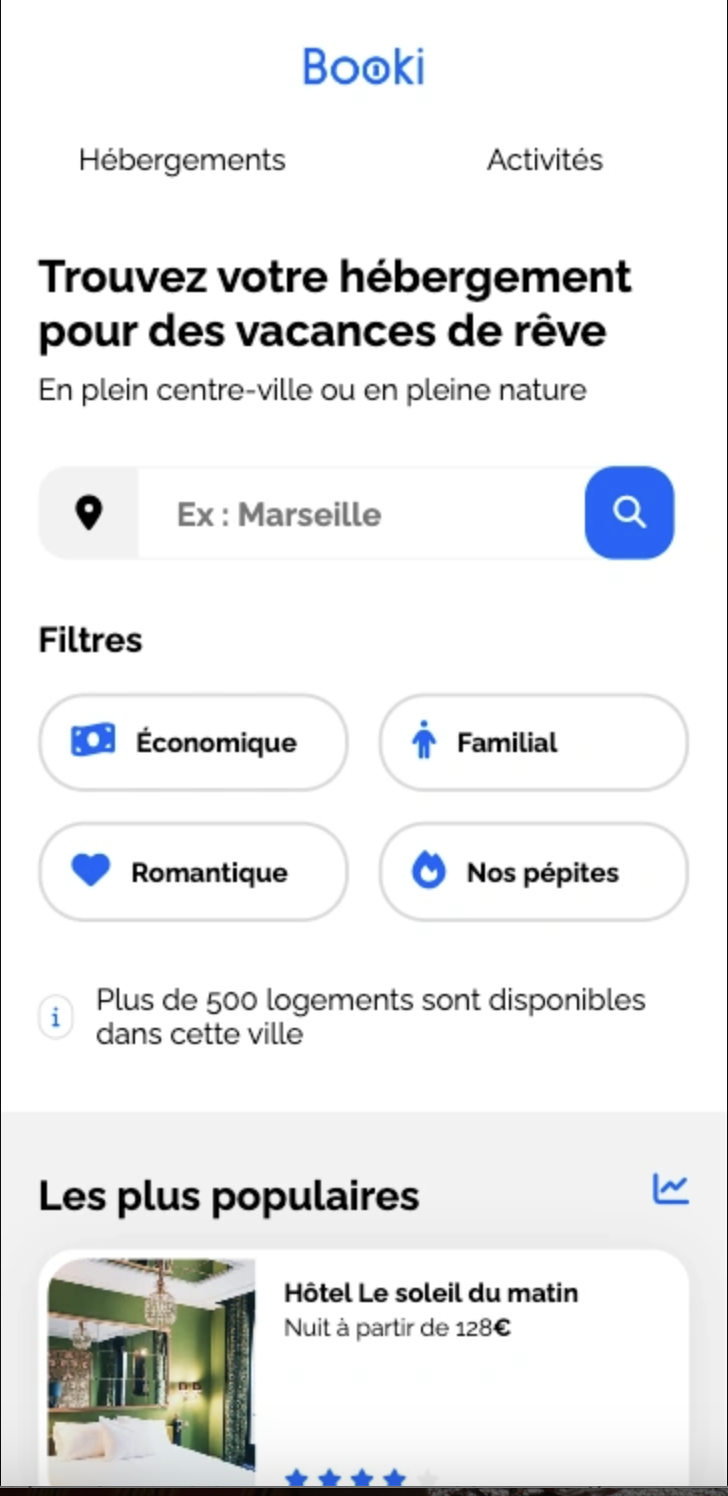 Booki
Hébergements
Activités
Trouvez votre hébergement
pour des vacances de rêve
En plein centre-ville ou en pleine nature
Ex : Marseille
Filtres
Économique
Familial
Romantique
Nos pépites
i
Plus de 500 logements sont disponibles
dans cette ville
Les plus populaires
Hôtel Le soleil du matin
Nuit à partir de 128€